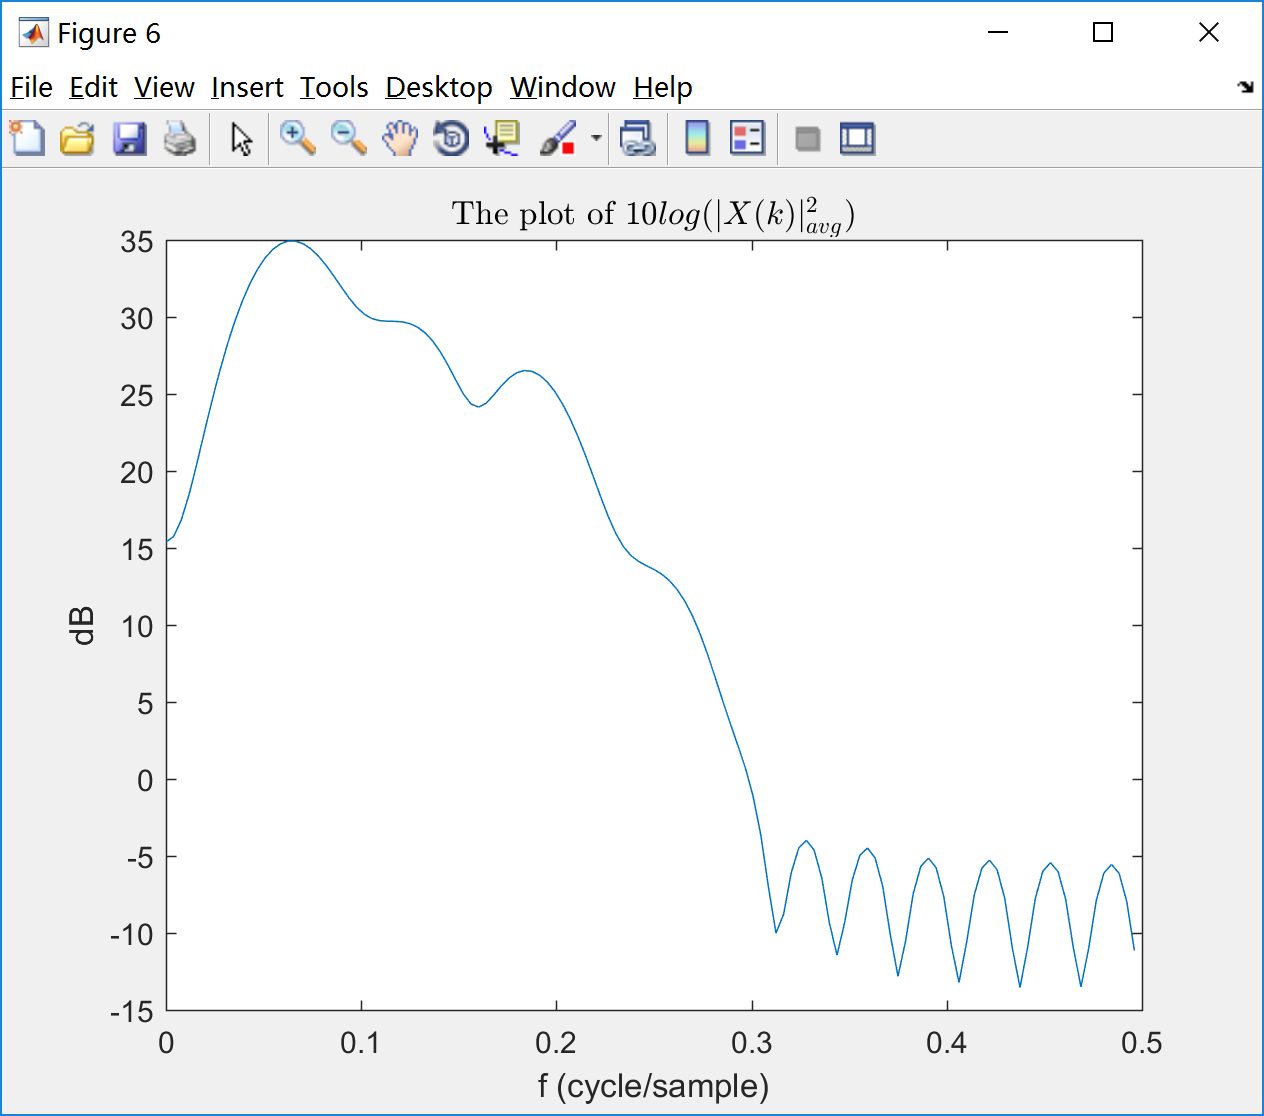 Figure 6
File Edit View Insert Tools Desktop Window Help
The plot of $10log(|X(k)|^2_{avg})$
35
30
25
20
15
10
5
0
-5
-10
-15
dB
0 0.1 0.2 0.3 0.4 0.5
f (cycle/sample)